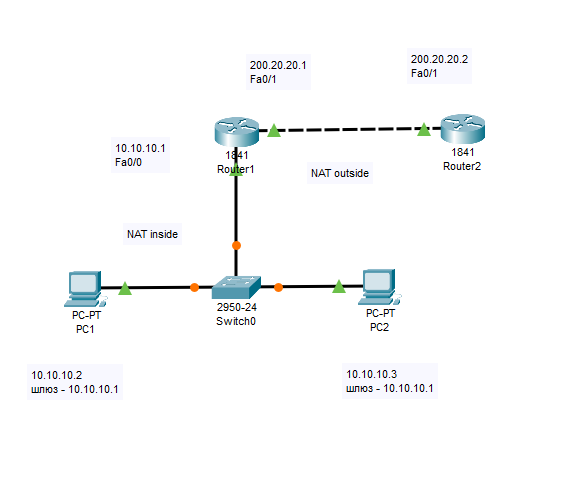 200.20.20.1
Fa0/1
200.20.20.2
Fa0/1
10.10.10.1
Fa0/0
1841
Router1
1841
Router2
NAT outside
NAT inside
PC-PT
PC1
2950-24
Switch0
PC-PT
PC2
10.10.10.2
шлюз - 10.10.10.1
10.10.10.3
шлюз - 10.10.10.1